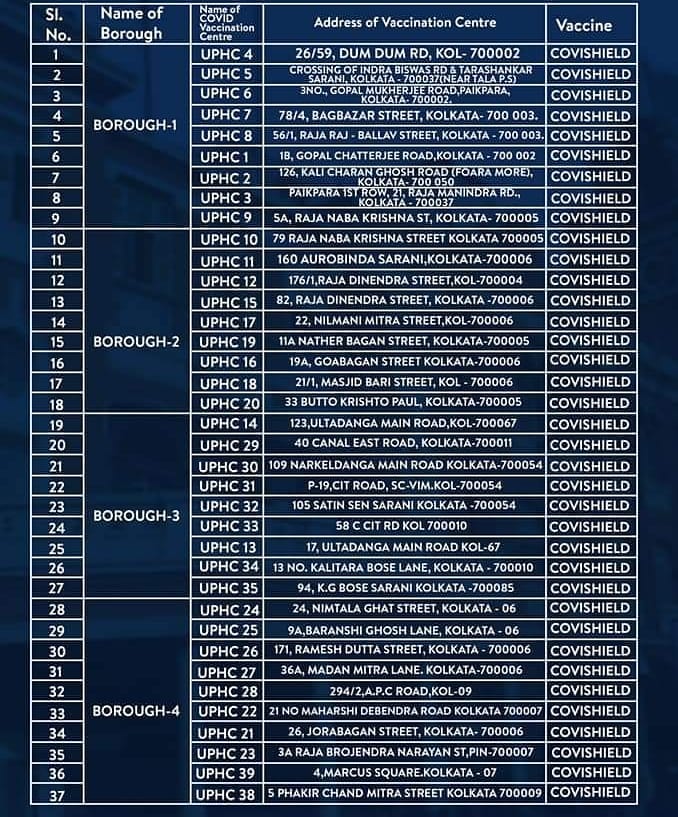 Sl. No. Name of Borough Name of COVID Vaccination Centre Address of Vaccination Centre Vaccine
1 UPHC 4 26/59, DUM DUM RD, KOL- 700002 COVISHIELD
2 UPHC 5 CROSSING OF INDRA BISWAS RD & TARASHANKAR SARANI, KOLKATA - 700037(NEAR TALA P.S) COVISHIELD
3 UPHC 6 3NO., GOPAL MUKHERJEE ROAD,PAIKPARA, KOLKATA- 700002. COVISHIELD
4 UPHC 7 78/4, BAGBAZAR STREET, KOLKATA- 700 003. COVISHIELD
BOROUGH-1
5 UPHC 8 56/1, RAJA RAJ - BALLAV STREET, KOLKATA - 700 003. COVISHIELD
6 UPHC 1 1B, GOPAL CHATTERJEE ROAD,KOLKATA - 700 002 COVISHIELD
7 UPHC 2 126, KALI CHARAN GHOSH ROAD (FOARA MORE), KOLKATA- 700 050 COVISHIELD
8 UPHC 3 PAIKPARA 1ST ROW, 21, RAJA MANINDRA RD., KOLKATA - 700037 COVISHIELD
9 UPHC 9 5A, RAJA NABA KRISHNA ST, KOLKATA- 700005 COVISHIELD
10 UPHC 10 79 RAJA NABA KRISHNA STREET KOLKATA 700005 COVISHIELD
11 UPHC 11 160 AUROBINDA SARANI,KOLKATA-700006 COVISHIELD
12 UPHC 12 176/1,RAJA DINENDRA STREET,KOL-700004 COVISHIELD
13 UPHC 15 82, RAJA DINENDRA STREET, KOLKATA -700006 COVISHIELD
14 UPHC 17 22, NILMANI MITRA STREET,KOL-700006 COVISHIELD
15 BOROUGH-2 UPHC 19 11A NATHER BAGAN STREET, KOLKATA-700005 COVISHIELD
16 UPHC 16 19A, GOABAGAN STREET KOLKATA-700006 COVISHIELD
17 UPHC 18 21/1, MASJID BARI STREET, KOL - 700006 COVISHIELD
18 UPHC 20 33 BUTTO KRISHTO PAUL, KOLKATA-700005 COVISHIELD
19 UPHC 14 123,ULTADANGA MAIN ROAD,KOL-700067 COVISHIELD
20 UPHC 29 40 CANAL EAST ROAD, KOLKATA-700011 COVISHIELD
21 UPHC 30 109 NARKELDANGA MAIN ROAD KOLKATA-700054 COVISHIELD
22 UPHC 31 P-19,CIT ROAD, SC-VIM.KOL-700054 COVISHIELD
23 UPHC 32 105 SATIN SEN SARANI KOLKATA -700054 COVISHIELD
BOROUGH-3
24 UPHC 33 58 C CIT RD KOL 700010 COVISHIELD
25 UPHC 13 17, ULTADANGA MAIN ROAD KOL-67 COVISHIELD
26 UPHC 34 13 NO. KALITARA BOSE LANE, KOLKATA - 700010 COVISHIELD
27 UPHC 35 94, K.G BOSE SARANI KOLKATA -700085 COVISHIELD
28 UPHC 24 24, NIMTALA GHAT STREET, KOLKATA - 06 COVISHIELD
29 UPHC 25 9A,BARANSHI GHOSH LANE, KOLKATA - 06 COVISHIELD
30 UPHC 26 171, RAMESH DUTTA STREET, KOLKATA - 700006 COVISHIELD
31 UPHC 27 36A, MADAN MITRA LANE. KOLKATA-700006 COVISHIELD
32 UPHC 28 294/2,A.P.C ROAD,KOL-09 COVISHIELD
33 BOROUGH-4 UPHC 22 21 NO MAHARSHI DEBENDRA ROAD KOLKATA 700007 COVISHIELD
34 UPHC 21 26, JORABAGAN STREET, KOLKATA- 700006 COVISHIELD
35 UPHC 23 3A RAJA BROJENDRA NARAYAN ST,PIN-700007 COVISHIELD
36 UPHC 39 4,MARCUS SQUARE.KOLKATA - 07 COVISHIELD
37 UPHC 38 5 PHAKIR CHAND MITRA STREET KOLKATA 700009 COVISHIELD